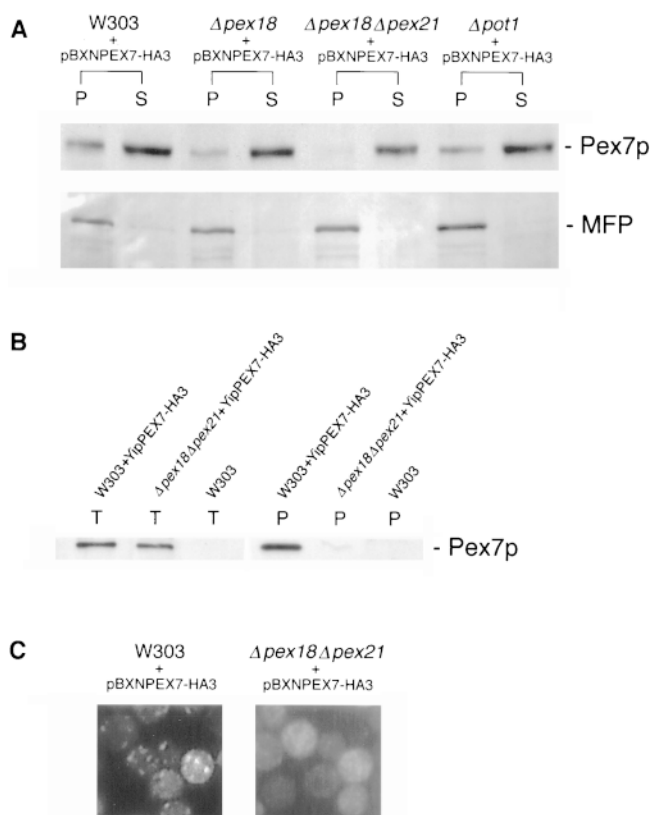 A
W303 Δpex18 Δpex18Δpex21 Δpot1
+ + + +
pBXNPEX7-HA3 pBXNPEX7-HA3 pBXNPEX7-HA3 pBXNPEX7-HA3
P S P S P S P S
- Pex7p
- MFP
B
W303+YipPEX7-HA3 Δpex18Δpex21+YipPEX7-HA3 W303 W303+YipPEX7-HA3 Δpex18Δpex21+YipPEX7-HA3 W303
T T T P P P
- Pex7p
C
W303 Δpex18Δpex21
+ +
pBXNPEX7-HA3 pBXNPEX7-HA3